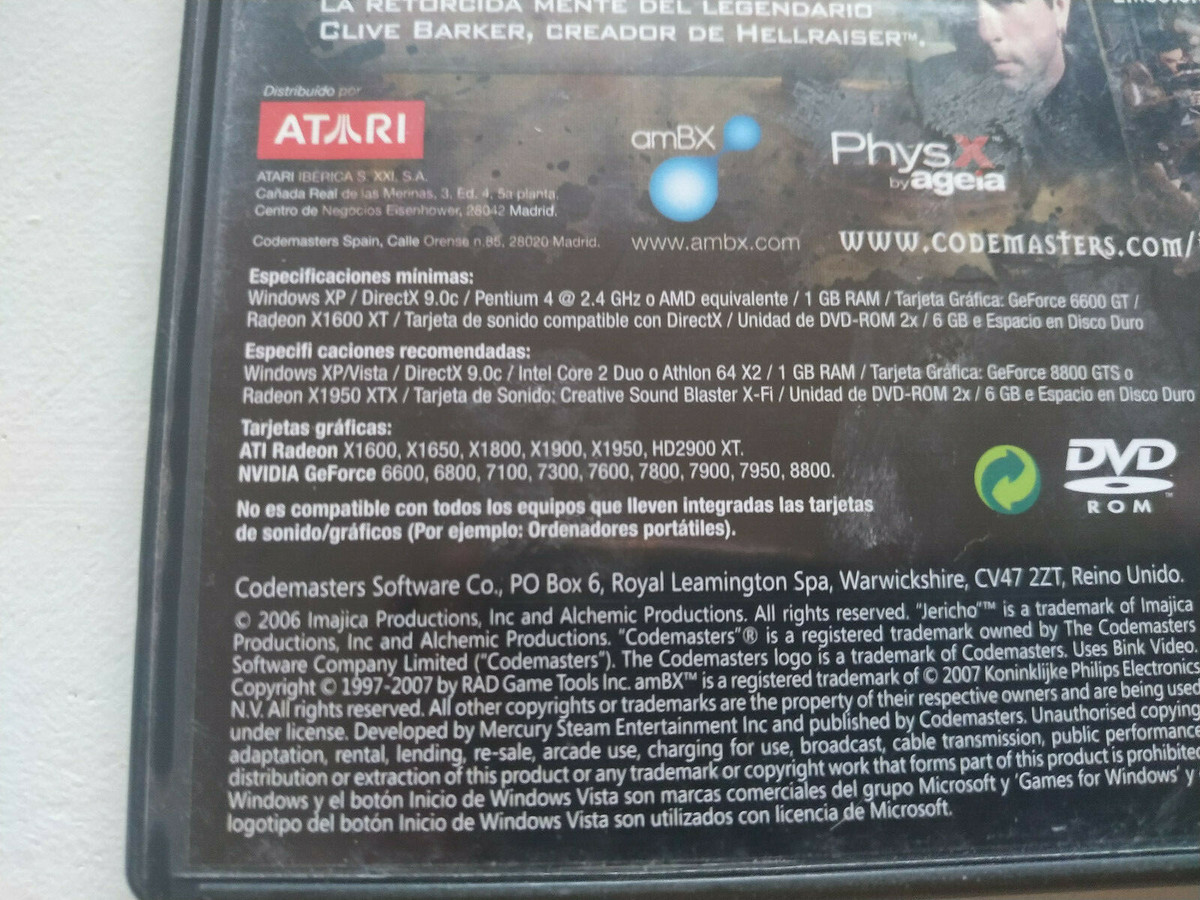 LA RETORCIDA MENTE DEL LEGENDARIO
CLIVE BARKER, CREADOR DE HELLRAISER™.
Distribuido por
ATARI
amBX
PhysX
by ageia
ATARI IBERICA S. XXI, S.A.
Cañada Real de las Merinas, 3. Ed. 4, 5a planta.
Centro de Negocios Eisenhower, 28042 Madrid.
Codemasters Spain, Calle Orense n.85, 28020 Madrid.
www.ambx.com
WWW.CODEMASTERS.COM/
Especificaciones mínimas:
Windows XP / DirectX 9.0c / Pentium 4 @ 2.4 GHz o AMD equivalente / 1 GB RAM / Tarjeta Gráfica: GeForce 6600 GT /
Radeon X1600 XT / Tarjeta de sonido compatible con DirectX / Unidad de DVD-ROM 2x / 6 GB e Espacio en Disco Duro
Especifi caciones recomendadas:
Windows XP/Vista / DirectX 9.0c / Intel Core 2 Duo o Athlon 64 X2 / 1 GB RAM / Tarjeta Gráfica: GeForce 8800 GTS o
Radeon X1950 XTX / Tarjeta de Sonido: Creative Sound Blaster X-Fi / Unidad de DVD-ROM 2x / 6 GB e Espacio en Disco Duro
Tarjetas gráficas:
ATI Radeon X1600, X1650, X1800, X1900, X1950, HD2900 XT.
NVIDIA GeForce 6600, 6800, 7100, 7300, 7600, 7800, 7900, 7950, 8800.
DVD
ROM
No es compatible con todos los equipos que lleven integradas las tarjetas
de sonido/gráficos (Por ejemplo: Ordenadores portátiles).
Codemasters Software Co., PO Box 6, Royal Leamington Spa, Warwickshire, CV47 2ZT, Reino Unido.
© 2006 Imajica Productions, Inc and Alchemic Productions. All rights reserved. "Jericho"™ is a trademark of Imajica
Productions, Inc and Alchemic Productions. "Codemasters"® is a registered trademark owned by The Codemasters
Software Company Limited ("Codemasters"). The Codemasters logo is a trademark of Codemasters. Uses Bink Video.
Copyright © 1997-2007 by RAD Game Tools Inc. amBX™ is a registered trademark of © 2007 Koninklijke Philips Electronics
N.V. All rights reserved. All other copyrights or trademarks are the property of their respective owners and are being used
under license. Developed by Mercury Steam Entertainment Inc and published by Codemasters. Unauthorised copying,
adaptation, rental, lending, re-sale, arcade use, charging for use, broadcast, cable transmission, public performance
distribution or extraction of this product or any trademark or copyright work that forms part of this product is prohibited
Windows y el botón Inicio de Windows Vista son marcas comerciales del grupo Microsoft y 'Games for Windows' y
logotipo del botón Inicio de Windows Vista son utilizados con licencia de Microsoft.